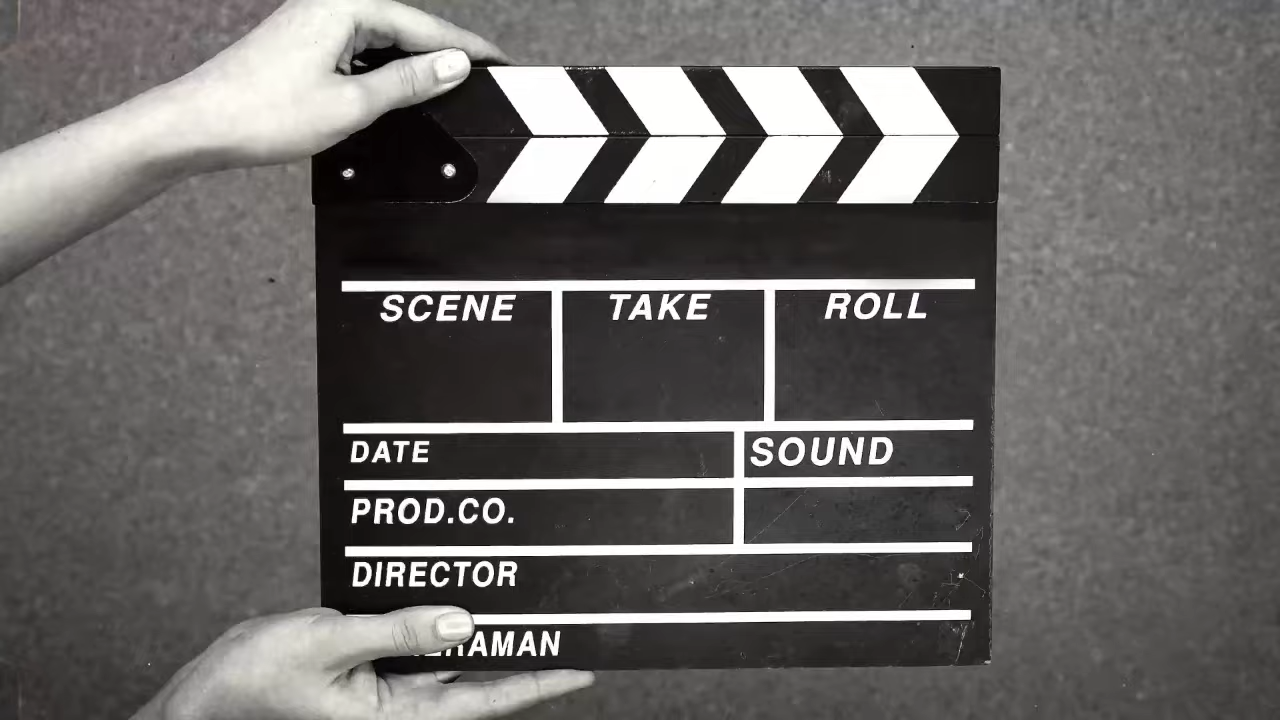 SCENE TAKE ROLL
DATE SOUND
PROD.CO.
DIRECTOR